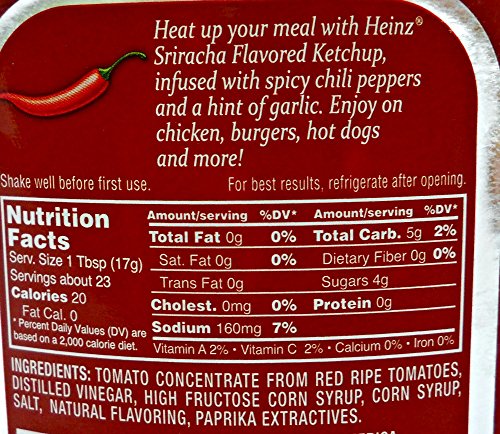 Heat up your meal with Heinz®
Sriracha Flavored Ketchup,
infused with spicy chili peppers
and a hint of garlic. Enjoy on
chicken, burgers, hot dogs
and more!
Shake well before first use.
For best results, refrigerate after opening.
Nutrition
Facts
Serv. Size 1 Tbsp (17g)
Servings about 23
Calories 20
Fat Cal. 0
* Percent Daily Values (DV) are
based on a 2,000 calorie diet.
Amount/serving %DV*
Total Fat 0g 0%
Sat. Fat 0g 0%
Trans Fat 0g
Cholest. 0mg 0%
Sodium 160mg 7%
Amount/serving %DV*
Total Carb. 5g 2%
Dietary Fiber 0g 0%
Sugars 4g
Protein 0g
Vitamin A 2% • Vitamin C 2% • Calcium 0% • Iron 0%
INGREDIENTS: TOMATO CONCENTRATE FROM RED RIPE TOMATOES,
DISTILLED VINEGAR, HIGH FRUCTOSE CORN SYRUP, CORN SYRUP,
SALT, NATURAL FLAVORING, PAPRIKA EXTRACTIVES.